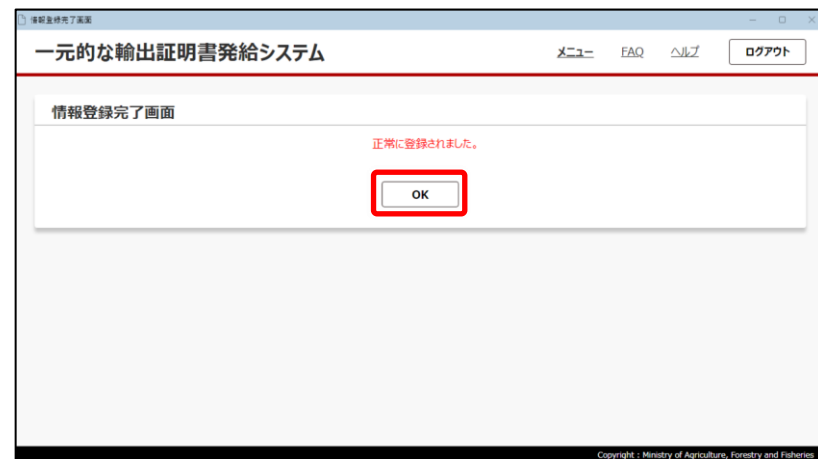 情報登録完了画面
一元的な輸出証明書発給システム
メニュー FAQ ヘルプ ログアウト
情報登録完了画面
正常に登録されました。
OK
Copyright : Ministry of Agriculture, Forestry and Fisheries